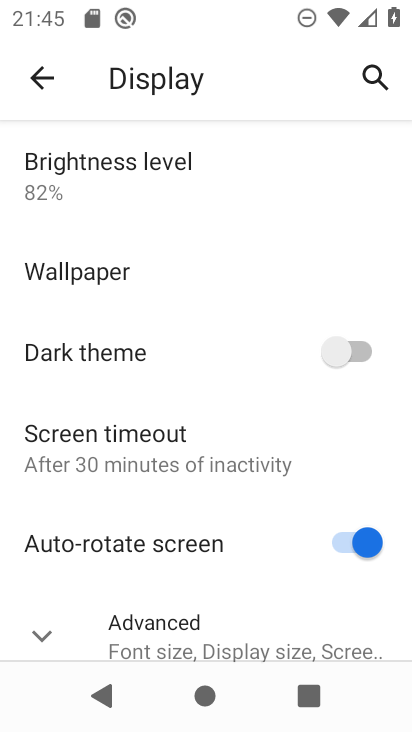 21:45
Display
Brightness level
82%
Wallpaper
Dark theme
Screen timeout
After 30 minutes of inactivity
Auto-rotate screen
Advanced
Font size, Display size, Scree..